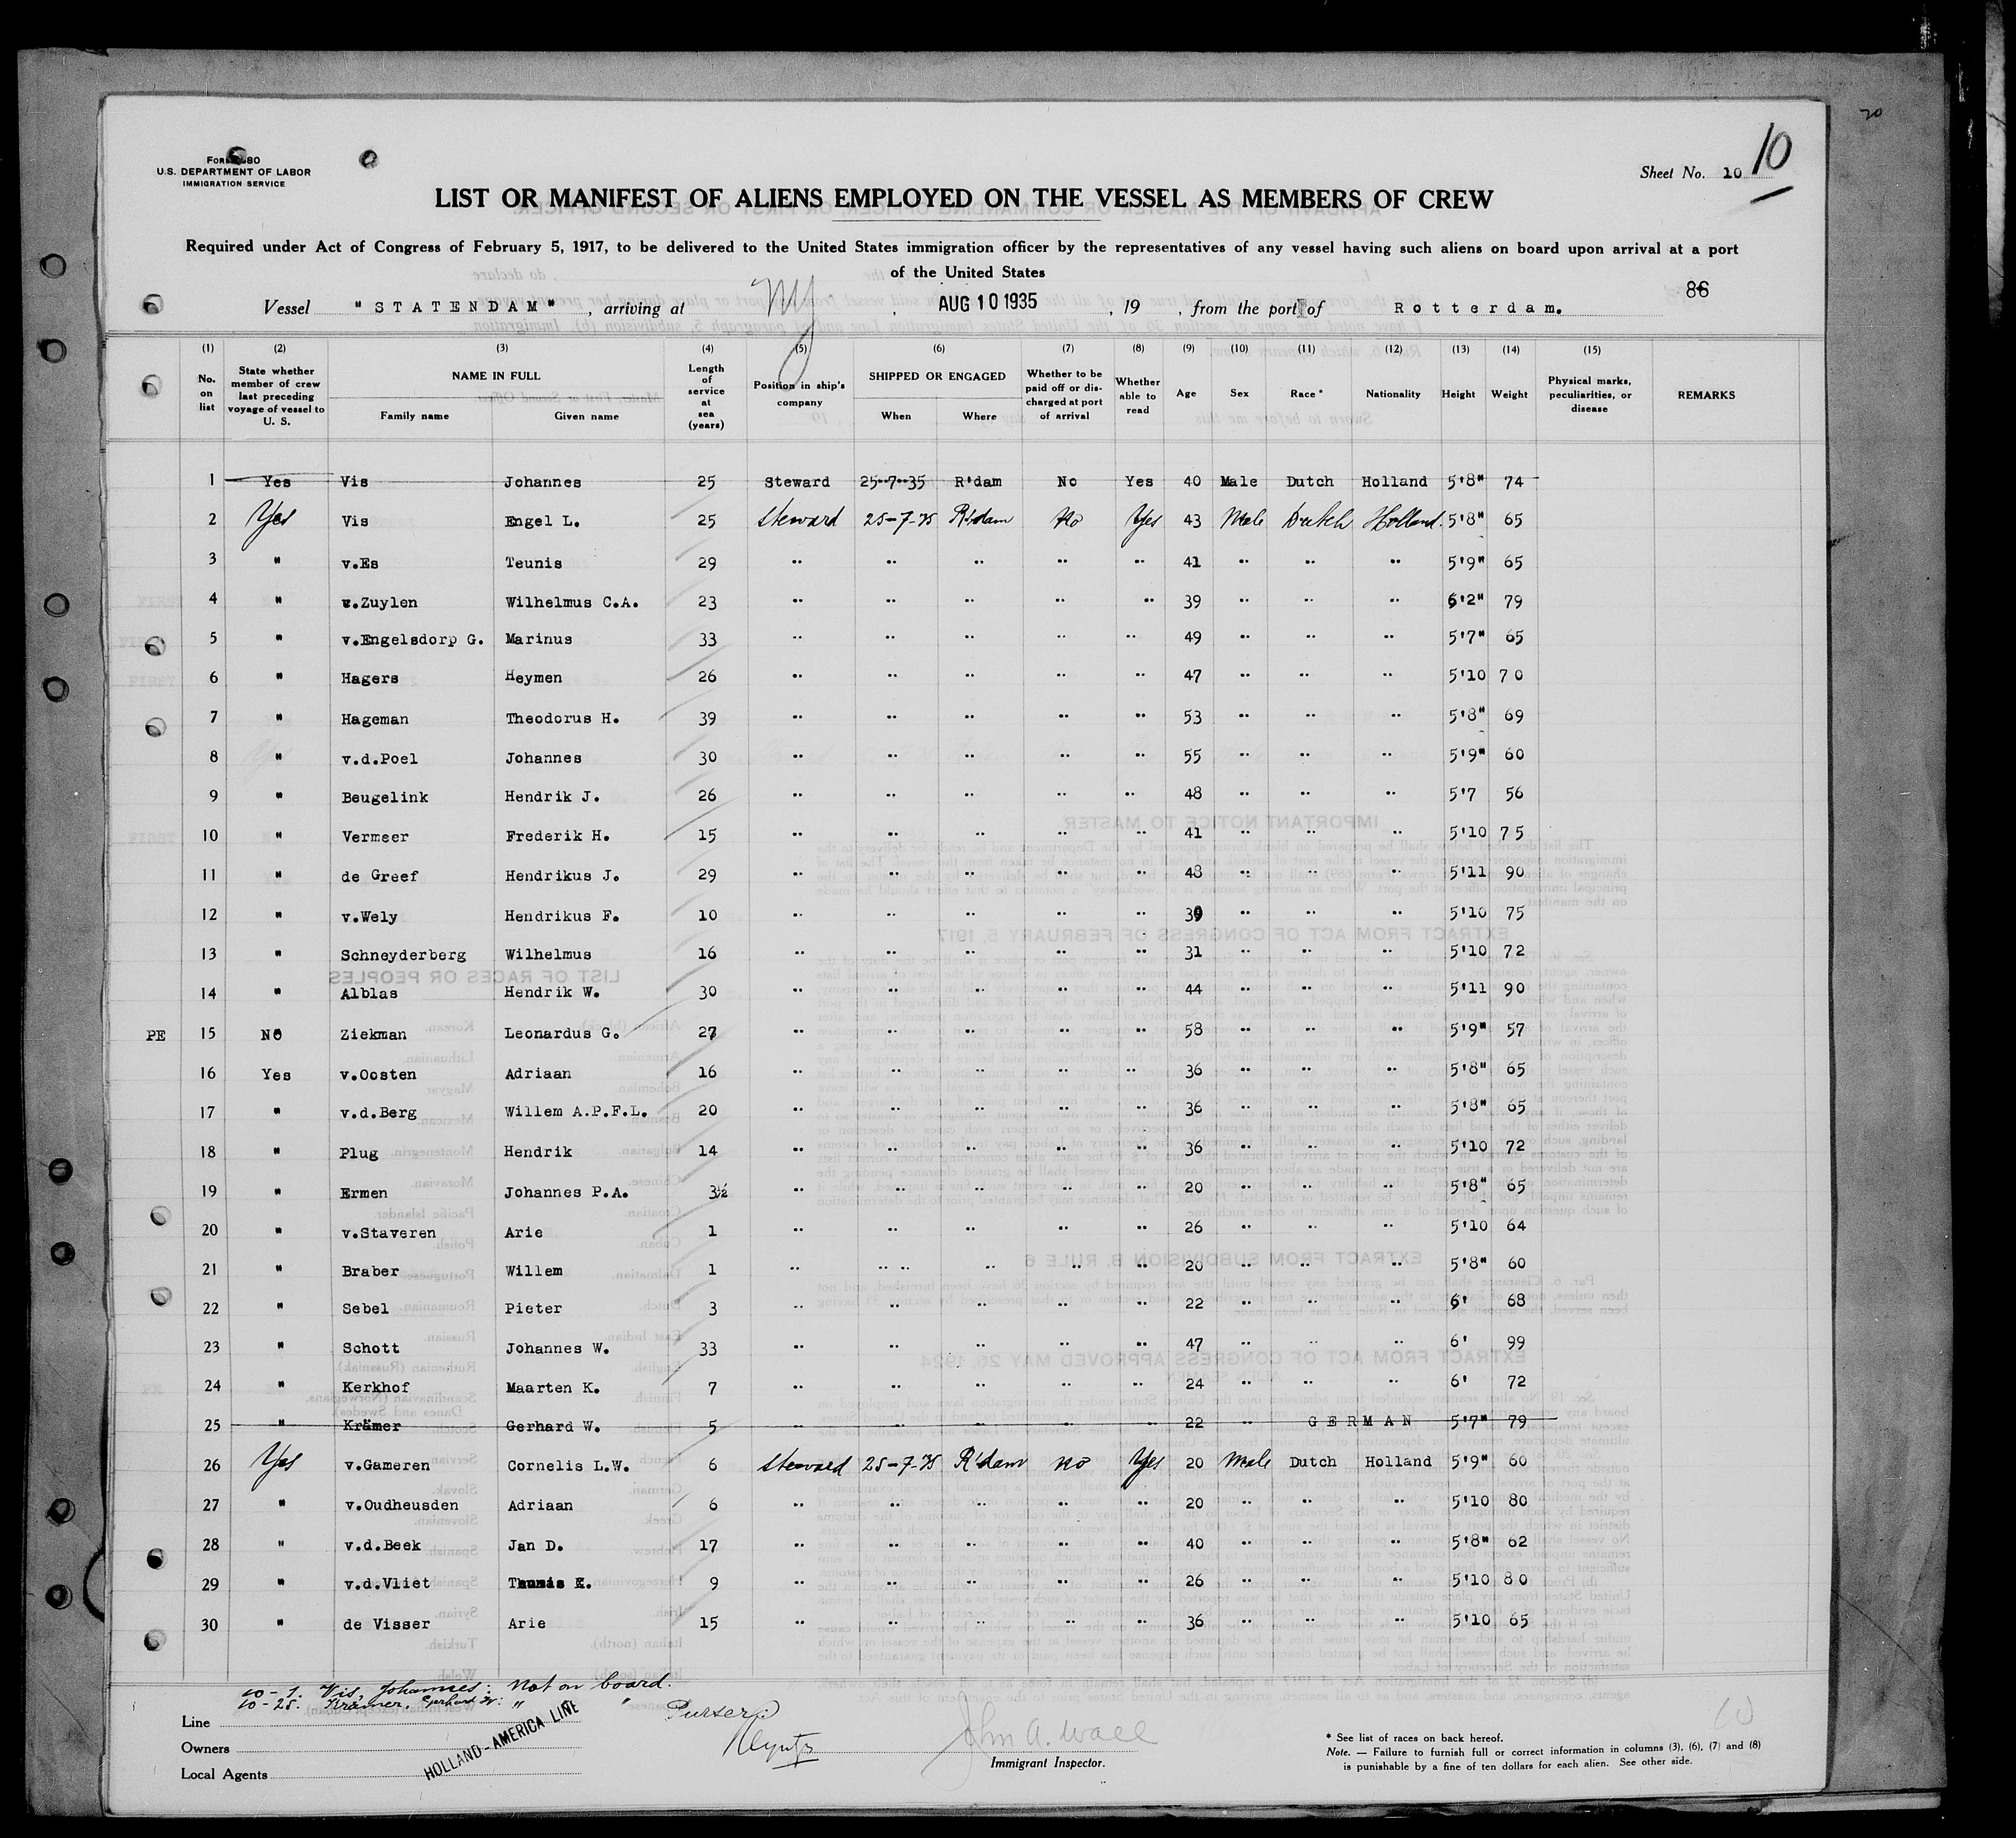 Form 680
U.S. DEPARTMENT OF LABOR
IMMIGRATION SERVICE
Sheet No. 10 10
LIST OR MANIFEST OF ALIENS EMPLOYED ON THE VESSEL AS MEMBERS OF CREW
Required under Act of Congress of February 5, 1917, to be delivered to the United States immigration officer by the representatives of any vessel having such aliens on board upon arrival at a port
of the United States
86
Vessel "STATENDAM", arriving at NY, AUG 10 1935, 19 , from the port of Rotterdam.
(1) (2) (3) (4) (5) (6) (7) (8) (9) (10) (11) (12) (13) (14) (15)
No. on list | State whether member of crew last preceding voyage of vessel to U. S. | NAME IN FULL Family name Given name | Length of service at sea (years) | Position in ship's company | SHIPPED OR ENGAGED When Where | Whether to be paid off or discharged at port of arrival | Whether able to read | Age | Sex | Race * | Nationality | Height | Weight | Physical marks, peculiarities, or disease | REMARKS
1 Yes Vis Johannes 25 Steward 25-7-35 R'dam No Yes 40 Male Dutch Holland 5'8" 74
2 Yes Vis Engel L. 25 Steward 25-7-35 R'dam No Yes 43 Male Dutch Holland 5'8" 65
3 " v.Es Teunis 29 " " " " " 41 " " " 5'9" 65
4 " v.Zuylen Wilhelmus C.A. 23 " " " " " 39 " " " 6'2" 79
5 " v.Engelsdorp G. Marinus 33 " " " " " 49 " " " 5'7" 65
6 " Hagers Heymen 26 " " " " " 47 " " " 5'10 70
7 " Hageman Theodorus H. 39 " " " " " 53 " " " 5'8" 69
8 " v.d.Poel Johannes 30 " " " " " 55 " " " 5'9" 60
9 " Beugelink Hendrik J. 26 " " " " " 48 " " " 5'7 56
10 " Vermeer Frederik H. 15 " " " " " 41 " " " 5'10 75
11 " de Greef Hendrikus J. 29 " " " " " 48 " " " 5'11 90
12 " v.Wely Hendrikus F. 10 " " " " " 39 " " " 5'10 75
13 " Schneyderberg Wilhelmus 16 " " " " " 31 " " " 5'10 72
14 " Alblas Hendrik W. 30 " " " " " 44 " " " 5'11 90
PE 15 No Ziekman Leonardus G. 27 " " " " " 58 " " " 5'9" 57
16 Yes v.Oosten Adriaan 16 " " " " " 36 " " " 5'8" 65
17 " v.d.Berg Willem A.P.F.L. 20 " " " " " 36 " " " 5'8" 65
18 " Plug Hendrik 14 " " " " " 36 " " " 5'10 72
19 " Ermen Johannes P.A. 3½ " " " " " 20 " " " 5'8" 65
20 " v.Staveren Arie 1 " " " " " 26 " " " 5'10 64
21 " Braber Willem 1 " " " " " 20 " " " 5'8" 60
22 " Sebel Pieter 3 " " " " " 22 " " " 6' 68
23 " Schott Johannes W. 33 " " " " " 47 " " " 6' 99
24 " Kerkhof Maarten K. 7 " " " " " 24 " " " 6' 72
25 " Krämer Gerhard W. 5 " " " " " 22 " GERMAN 5'7" 79
26 Yes v.Gameren Cornelis L.W. 6 Steward 25-7-35 R'dam No Yes 20 Male Dutch Holland 5'9" 60
27 " v.Oudheusden Adriaan 6 " " " " " 20 " " " 5'10 80
28 " v.d.Beek Jan D. 17 " " " " " 40 " " " 5'8" 62
29 " v.d.Vliet 9 " " " " " 26 " " " 5'10 80
30 " de Visser Arie 15 " " " " " 36 " " " 5'10 65
10-1. Vis, Johannes: Not on board.
10-25. Krämer, Gerhard W: " "
Line
Owners
Local Agents
HOLLAND-AMERICA LINE
Purser:
John A. Wall
Immigrant Inspector.
* See list of races on back hereof.
Note. — Failure to furnish full or correct information in columns (3), (6), (7) and (8)
is punishable by a fine of ten dollars for each alien. See other side.